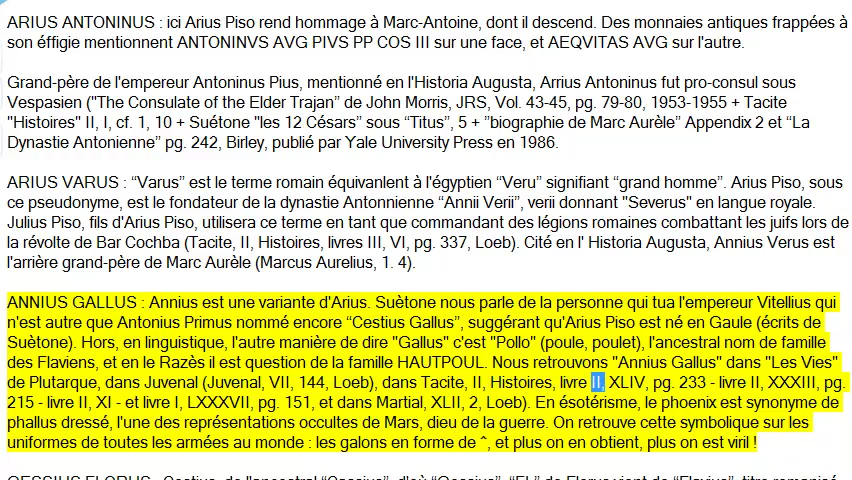 ARIUS ANTONINUS : ici Arius Piso rend hommage à Marc-Antoine, dont il descend. Des monnaies antiques frappées à
son éffigie mentionnent ANTONINVS AVG PIVS PP COS III sur une face, et AEQVITAS AVG sur l'autre.
Grand-père de l'empereur Antoninus Pius, mentionné en l'Historia Augusta, Arrius Antoninus fut pro-consul sous
Vespasien ("The Consulate of the Elder Trajan” de John Morris, JRS, Vol. 43-45, pg. 79-80, 1953-1955 + Tacite
"Histoires" II, I, cf. 1, 10 + Suétone "les 12 Césars” sous “Titus”, 5 + ”biographie de Marc Aurèle” Appendix 2 et “La
Dynastie Antonienne” pg. 242, Birley, publié par Yale University Press en 1986.
ARIUS VARUS : “Varus” est le terme romain équivanlent à l'égyptien “Veru” signifiant “grand homme”. Arius Piso, sous
ce pseudonyme, est le fondateur de la dynastie Antonnienne “Annii Verii”, verii donnant "Severus" en langue royale.
Julius Piso, fils d'Arius Piso, utilisera ce terme en tant que commandant des légions romaines combattant les juifs lors de
la révolte de Bar Cochba (Tacite, II, Histoires, livres III, VI, pg. 337, Loeb). Cité en l' Historia Augusta, Annius Verus est
l'arrière grand-père de Marc Aurèle (Marcus Aurelius, 1. 4).
ANNIUS GALLUS : Annius est une variante d'Arius. Suètone nous parle de la personne qui tua l'empereur Vitellius qui
n'est autre que Antonius Primus nommé encore “Cestius Gallus”, suggérant qu'Arius Piso est né en Gaule (écrits de
Suètone). Hors, en linguistique, l'autre manière de dire "Gallus" c'est "Pollo" (poule, poulet), l'ancestral nom de famille
des Flaviens, et en le Razès il est question de la famille HAUTPOUL. Nous retrouvons "Annius Gallus" dans "Les Vies"
de Plutarque, dans Juvenal (Juvenal, VII, 144, Loeb), dans Tacite, II, Histoires, livre II, XLIV, pg. 233 - livre II, XXXIII, pg.
215 - livre II, XI - et livre I, LXXXVII, pg. 151, et dans Martial, XLII, 2, Loeb). En ésotérisme, le phoenix est synonyme de
phallus dressé, l'une des représentations occultes de Mars, dieu de la guerre. On retrouve cette symbolique sur les
uniformes de toutes les armées au monde : les galons en forme de ^, et plus on en obtient, plus on est viril !